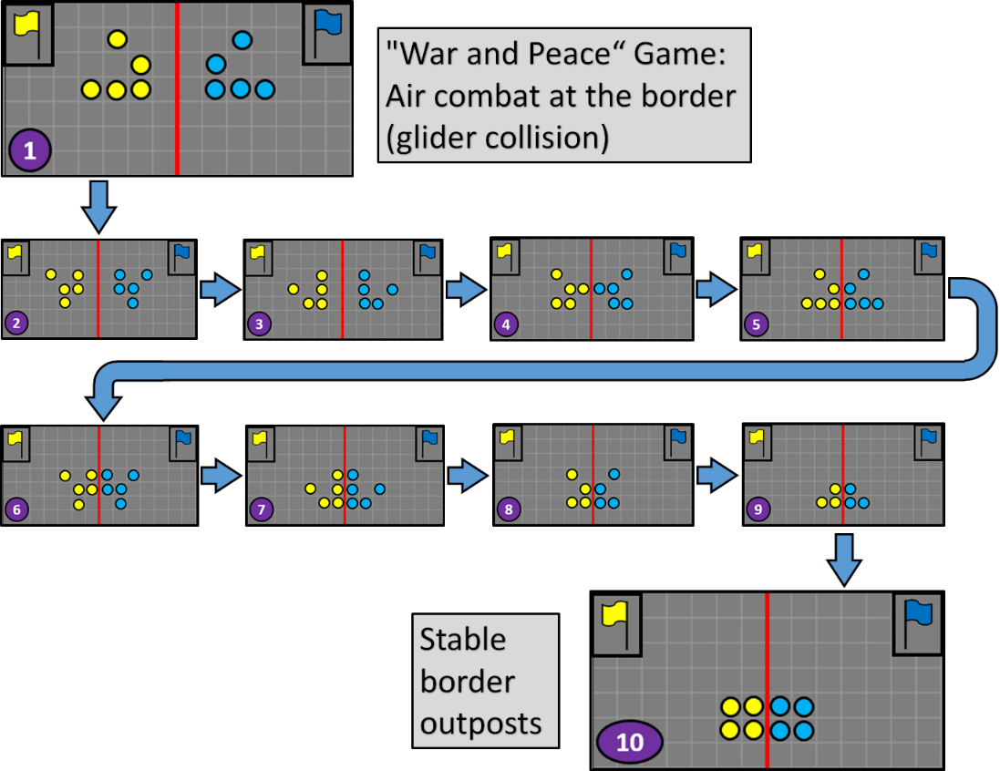 "War and Peace“ Game:
Air combat at the border
(glider collision)
1
2
3
4
5
6
7
8
9
Stable
border
outposts
10